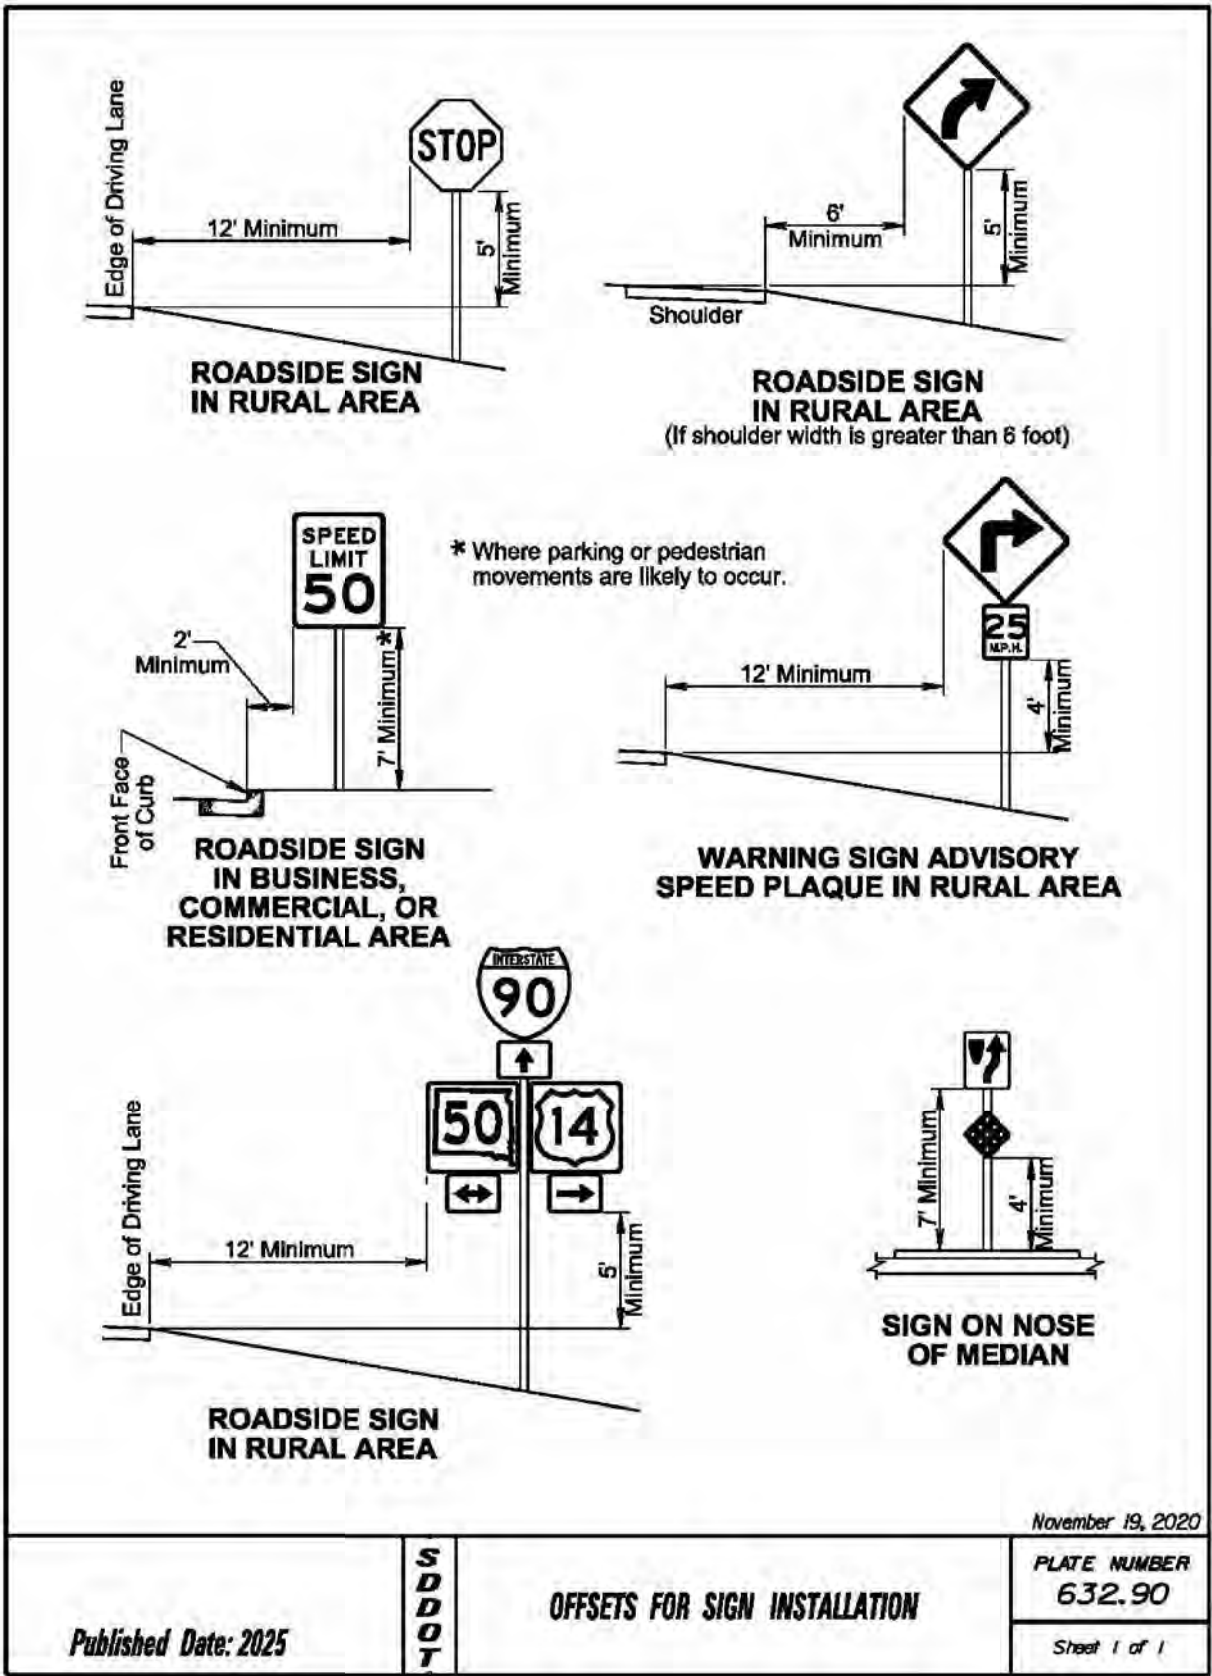 Edge of Driving Lane
STOP
12' Minimum
5'
Minimum
ROADSIDE SIGN
IN RURAL AREA
6'
Minimum
5'
Minimum
Shoulder
ROADSIDE SIGN
IN RURAL AREA
(If shoulder width is greater than 6 foot)
SPEED
LIMIT
50
* Where parking or pedestrian
movements are likely to occur.
2'
Minimum
7' Minimum *
Front Face
of Curb
ROADSIDE SIGN
IN BUSINESS,
COMMERCIAL, OR
RESIDENTIAL AREA
25
M.P.H.
12' Minimum
4'
Minimum
WARNING SIGN ADVISORY
SPEED PLAQUE IN RURAL AREA
INTERSTATE
90
50
14
Edge of Driving Lane
12' Minimum
5'
Minimum
ROADSIDE SIGN
IN RURAL AREA
7' Minimum
4'
Minimum
SIGN ON NOSE
OF MEDIAN
November 19, 2020
Published Date: 2025
S
D
D
O
T
OFFSETS FOR SIGN INSTALLATION
PLATE NUMBER
632.90
Sheet 1 of 1